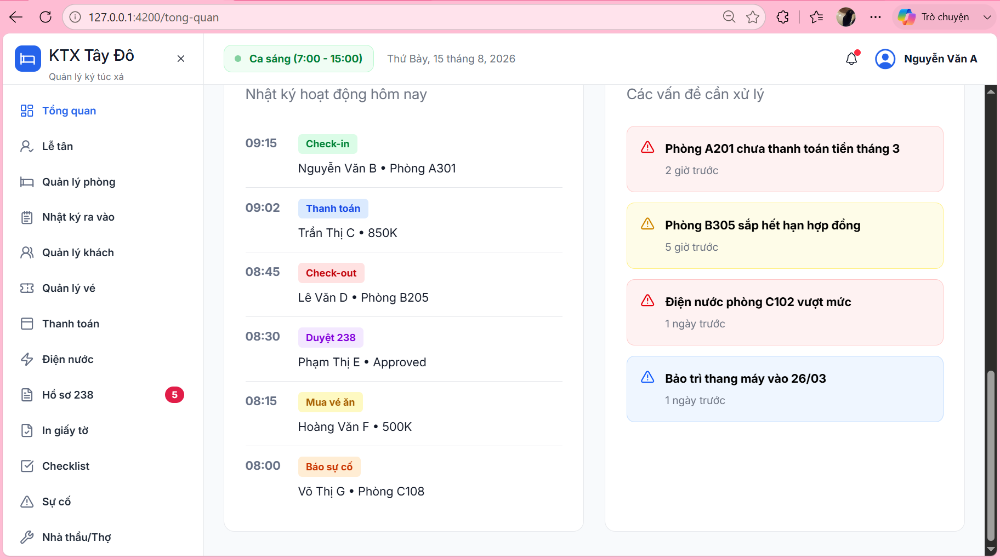 127.0.0.1:4200/tong-quan
Trò chuyện
KTX Tây Đô
Quản lý ký túc xá
Ca sáng (7:00 - 15:00)
Thứ Bảy, 15 tháng 8, 2026
Nguyễn Văn A
Tổng quan
Lễ tân
Quản lý phòng
Nhật ký ra vào
Quản lý khách
Quản lý vé
Thanh toán
Điện nước
Hồ sơ 238
5
In giấy tờ
Checklist
Sự cố
Nhà thầu/Thợ
Nhật ký hoạt động hôm nay
09:15
Check-in
Nguyễn Văn B • Phòng A301
09:02
Thanh toán
Trần Thị C • 850K
08:45
Check-out
Lê Văn D • Phòng B205
08:30
Duyệt 238
Phạm Thị E • Approved
08:15
Mua vé ăn
Hoàng Văn F • 500K
08:00
Báo sự cố
Võ Thị G • Phòng C108
Các vấn đề cần xử lý
Phòng A201 chưa thanh toán tiền tháng 3
2 giờ trước
Phòng B305 sắp hết hạn hợp đồng
5 giờ trước
Điện nước phòng C102 vượt mức
1 ngày trước
Bảo trì thang máy vào 26/03
1 ngày trước